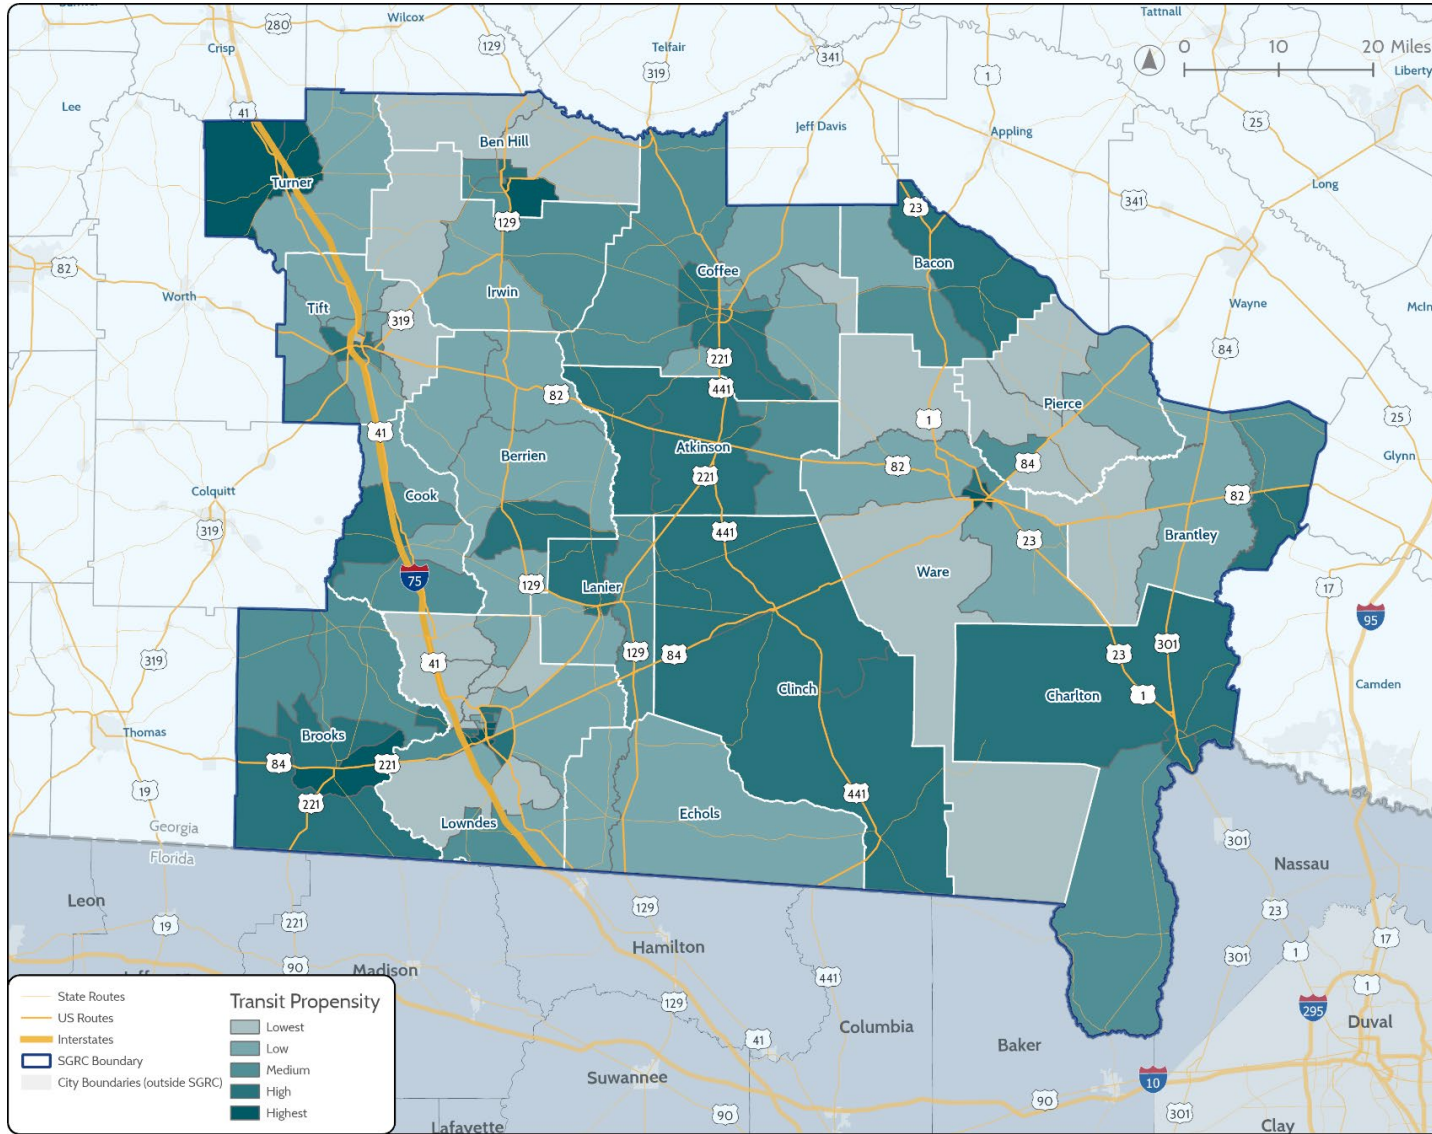 Wilcox
Tattnall
280
Crisp
129
Telfair
319
341
1
0 10 20 Miles
Liberty
Lee
41
Jeff Davis
Appling
25
Ben Hill
Turner
Long
23
341
129
82
Worth
Coffee
Bacon
Irwin
Tift
319
Wayne
84
221
441
82
Pierce
1
41
25
Berrien
Atkinson
84
Glynn
82
221
Colquitt
Cook
82
319
441
23
Brantley
Ware
75
129
Lanier
17
95
301
319
41
129
84
23
Clinch
Charlton
1
Camden
Thomas
Brooks
84
221
19
221
441
Echols
Lowndes
Georgia
Florida
301
Nassau
Leon
19
221
129
23
Hamilton
17
1
301
90
Madison
441
1
129
295
Duval
Columbia
41
Baker
Suwannee
10
90
90
301
Clay
Lafayette
State Routes
US Routes
Interstates
SGRC Boundary
City Boundaries (outside SGRC)
Transit Propensity
Lowest
Low
Medium
High
Highest